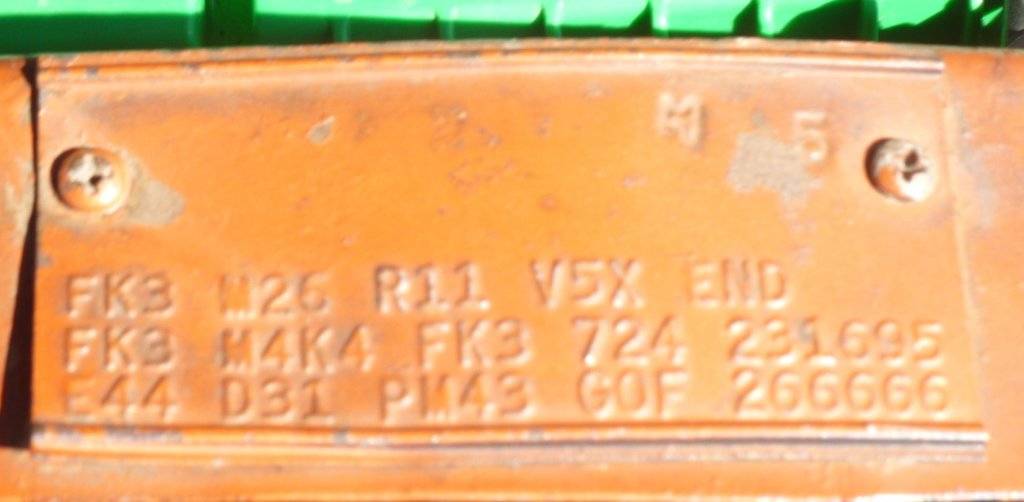 M 5
FK3 M26 R11 V5X END
FK3 M4K4 FK3 724 231695
E44 D31 PM43 GOF 266666